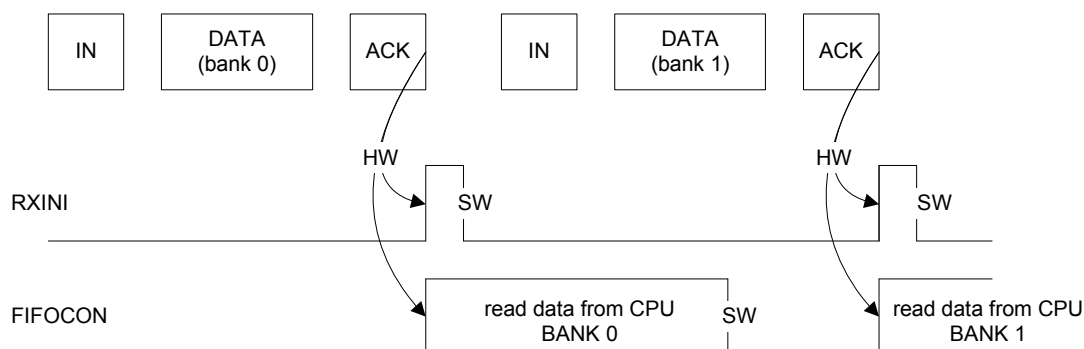 IN
DATA
(bank 0)
ACK
IN
DATA
(bank 1)
ACK
HW
HW
RXINI
SW
SW
FIFOCON
read data from CPU
BANK 0
SW
read data from CPU
BANK 1